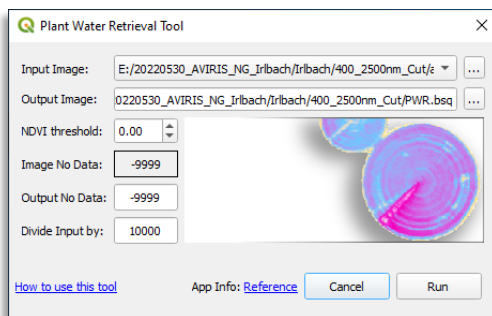 Plant Water Retrieval Tool
Input Image: E:/20220530_AVIRIS_NG_Irlbach/Irlbach/400_2500nm_Cut/
Output Image: 0220530_AVIRIS_NG_Irlbach/Irlbach/400_2500nm_Cut/PWR.bsq ...
NDVI threshold: 0.00
Image No Data: -9999
Output No Data: -9999
Divide Input by: 10000
How to use this tool App Info: Reference Cancel Run